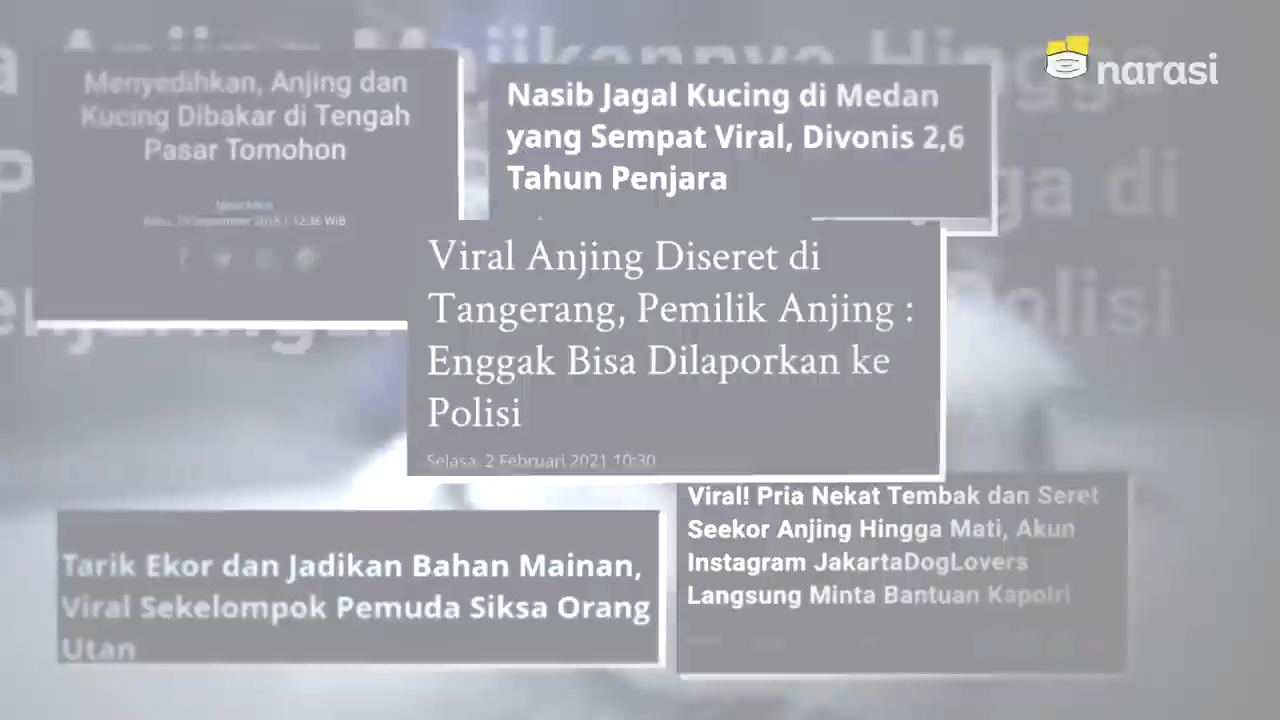 narasi
Menyedihkan, Anjing dan
Kucing Dibakar di Tengah
Pasar Tomohon
Nasib Jagal Kucing di Medan
yang Sempat Viral, Divonis 2,6
Tahun Penjara
Viral Anjing Diseret di
Tangerang, Pemilik Anjing :
Enggak Bisa Dilaporkan ke
Polisi
Selasa, 2 Februari 2021 10:30
Tarik Ekor dan Jadikan Bahan Mainan,
Viral Sekelompok Pemuda Siksa Orang
Utan
Viral! Pria Nekat Tembak dan Seret
Seekor Anjing Hingga Mati, Akun
Instagram JakartaDogLovers
Langsung Minta Bantuan Kapolri